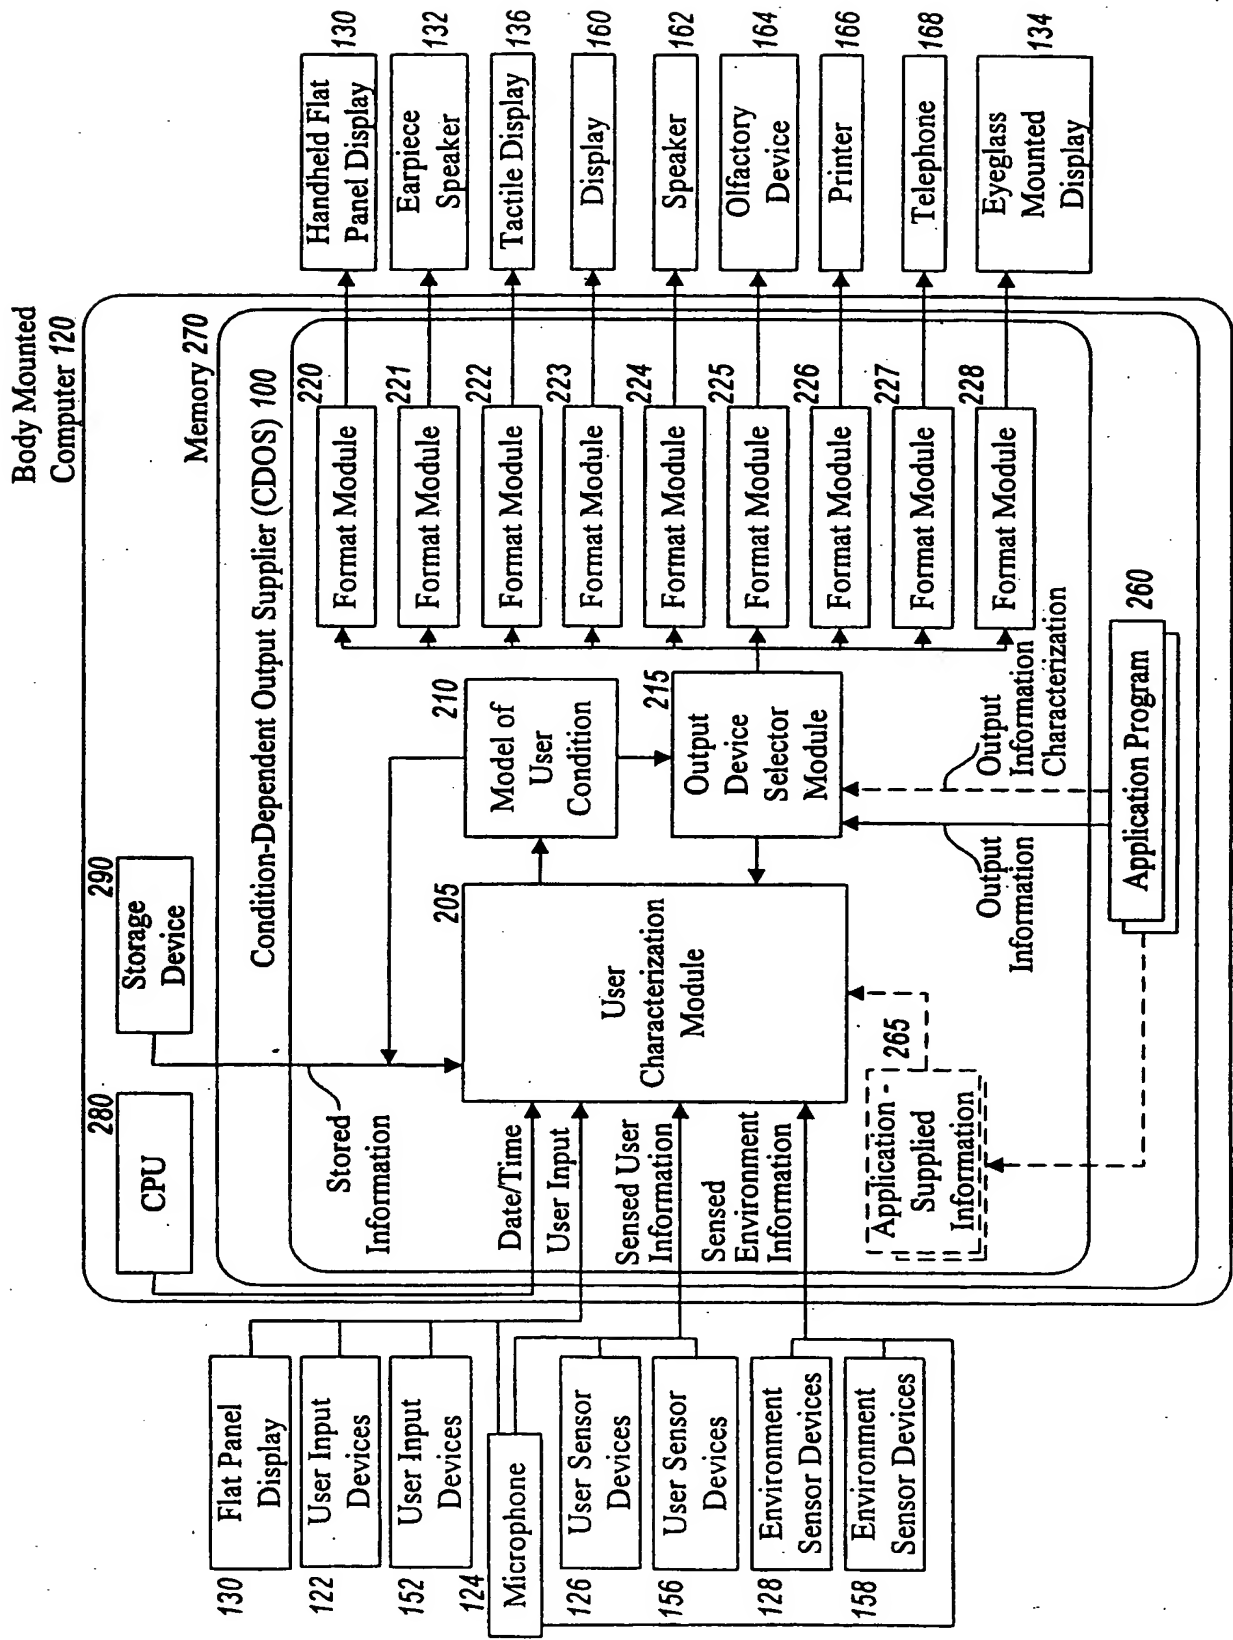 Body Mounted
Computer 120
Memory 270
Condition-Dependent Output Supplier (CDOS) 100
280
CPU
290
Storage
Device
Stored
Information
Date/Time
User Input
Sensed User
Information
Sensed
Environment
Information
130
Flat Panel
Display
122
User Input
Devices
152
User Input
Devices
124
Microphone
126
User Sensor
Devices
156
User Sensor
Devices
128
Environment
Sensor Devices
158
Environment
Sensor Devices
205
User
Characterization
Module
210
Model of
User
Condition
215
Output
Device
Selector
Module
Application -
Supplied
Information
265
Output
Information
Output
Information
Characterization
Application Program
260
220
Format Module
221
Format Module
222
Format Module
223
Format Module
224
Format Module
225
Format Module
226
Format Module
227
Format Module
228
Format Module
Handheld Flat
Panel Display
130
Earpiece
Speaker
132
Tactile Display
136
Display
160
Speaker
162
Olfactory
Device
164
Printer
166
Telephone
168
Eyeglass
Mounted
Display
134